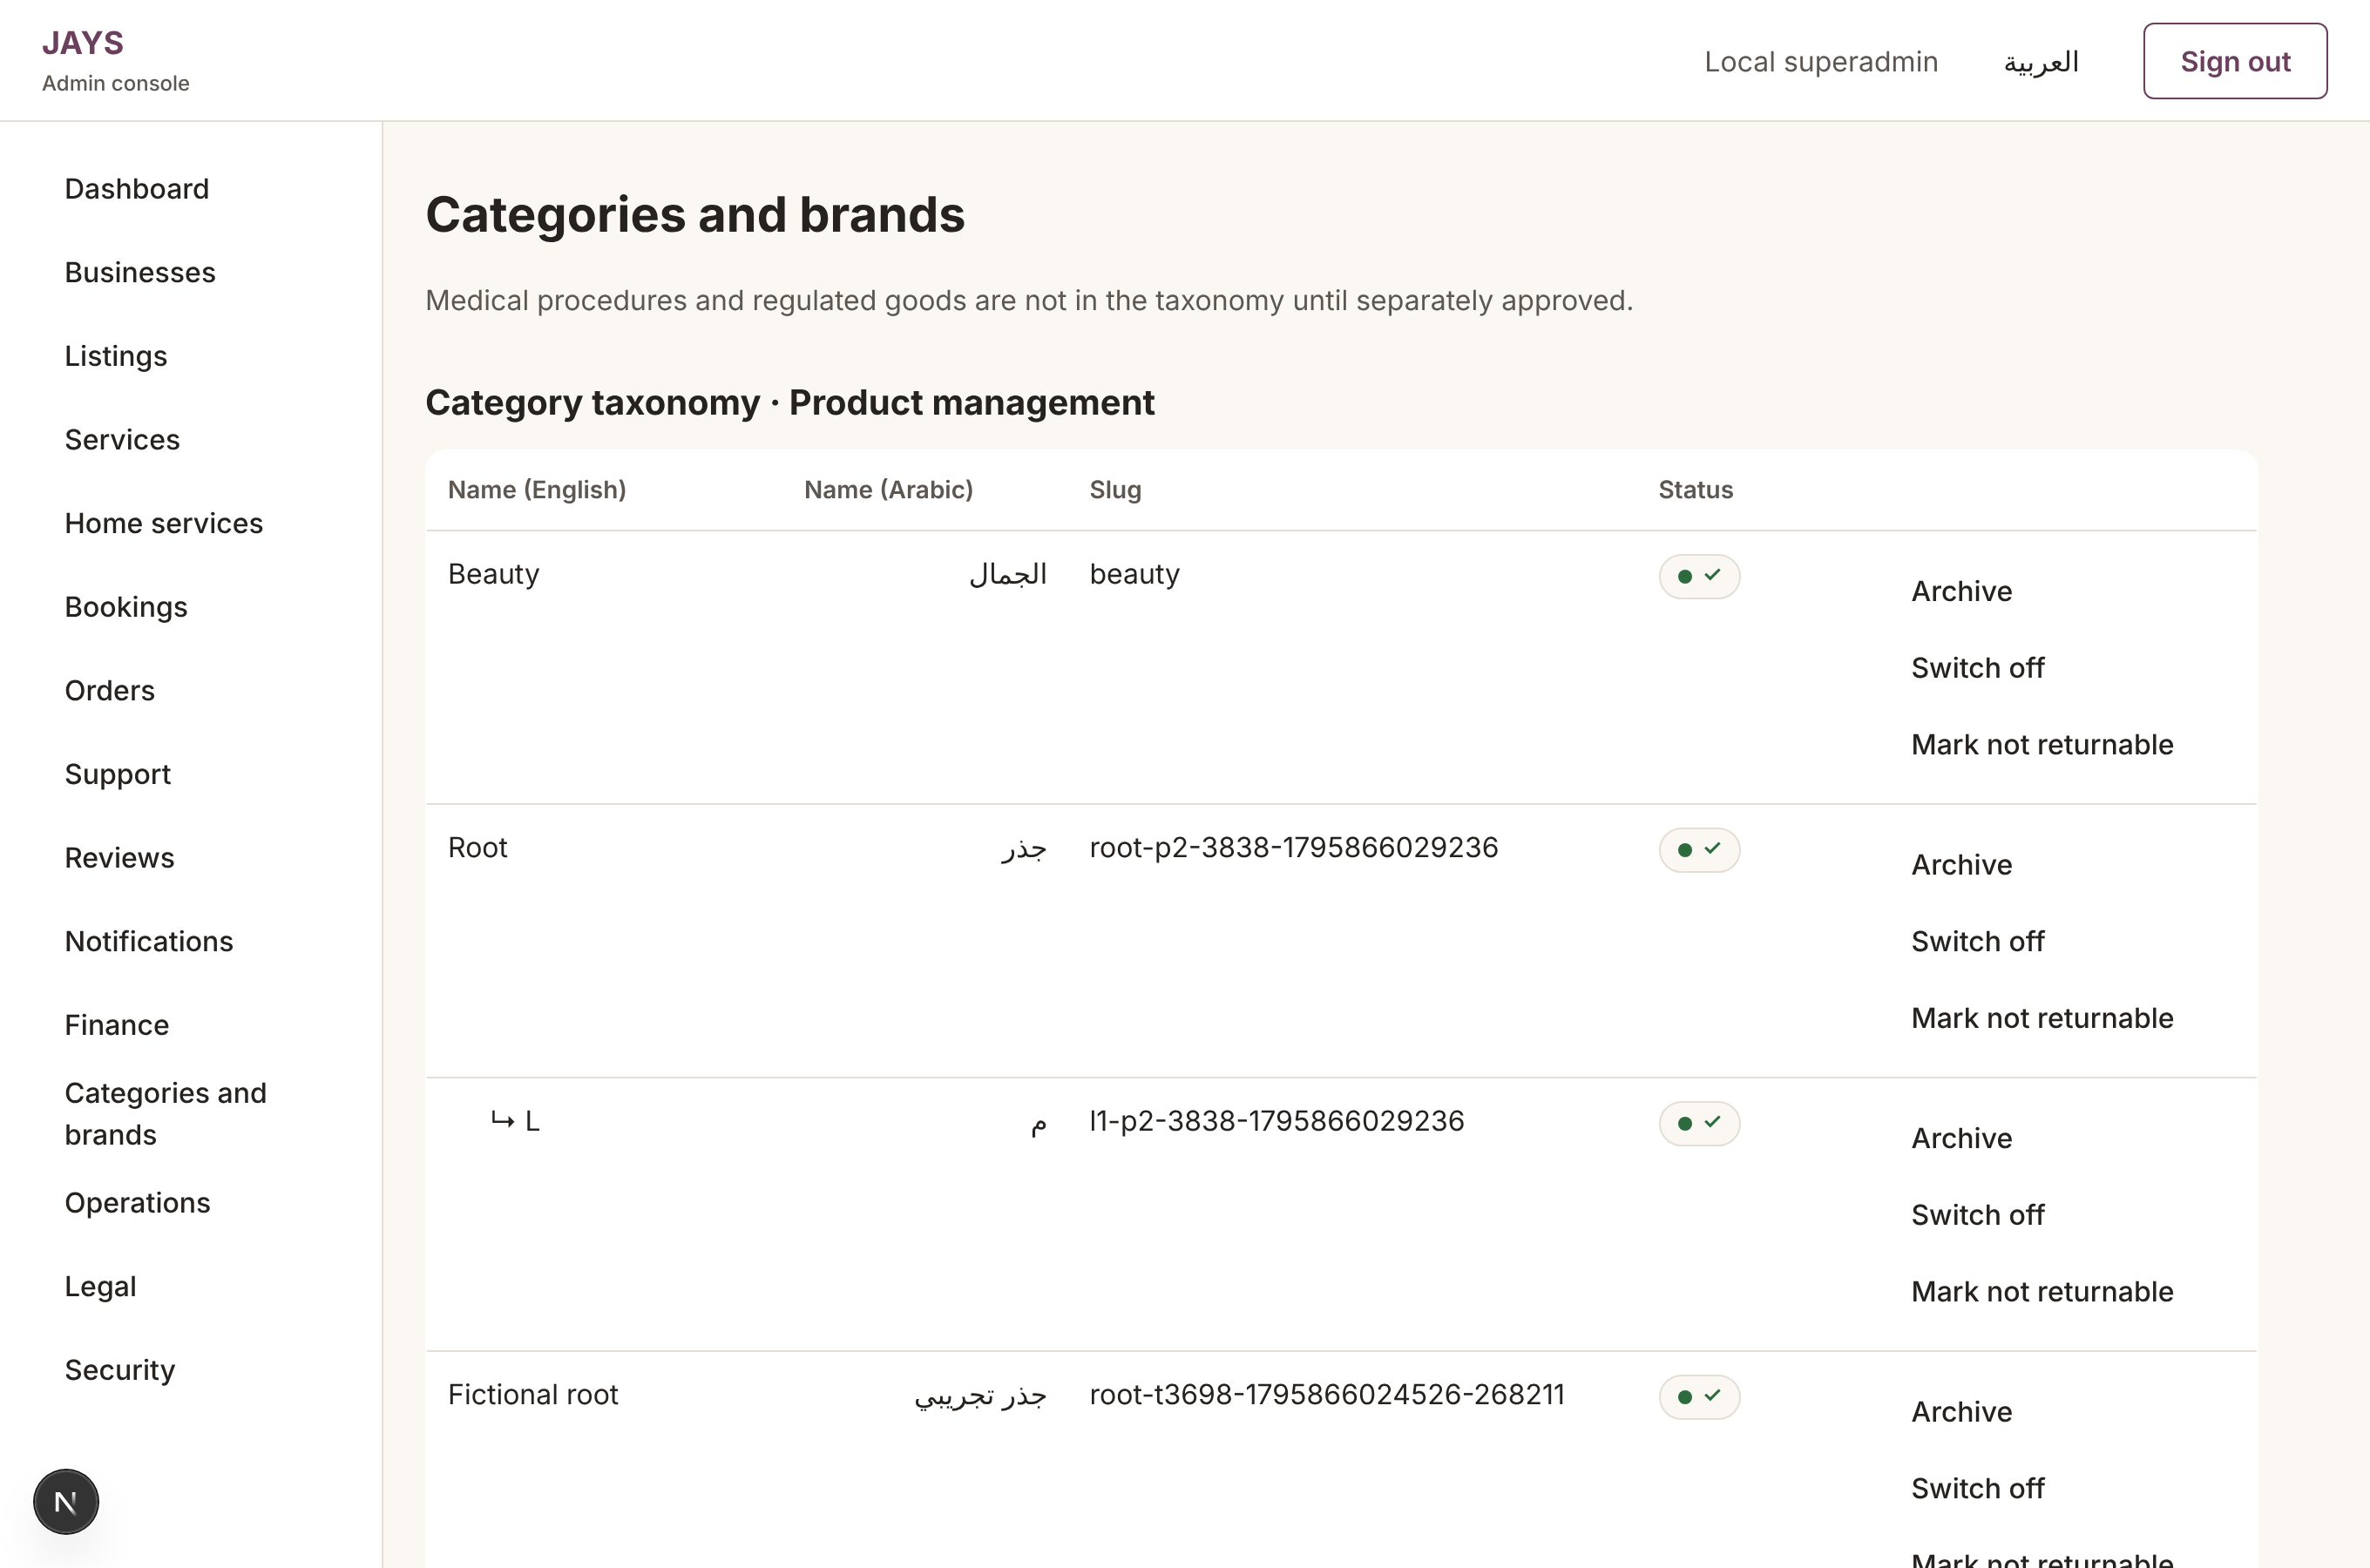 JAYS
Admin console
Local superadmin
العربية
Sign out
Dashboard
Businesses
Listings
Services
Home services
Bookings
Orders
Support
Reviews
Notifications
Finance
Categories and
brands
Operations
Legal
Security
N
Categories and brands
Medical procedures and regulated goods are not in the taxonomy until separately approved.
Category taxonomy · Product management
Name (English) Name (Arabic) Slug Status
Beauty الجمال beauty ✓ Archive
Switch off
Mark not returnable
Root جذر root-p2-3838-1795866029236 ✓ Archive
Switch off
Mark not returnable
↳ L م l1-p2-3838-1795866029236 ✓ Archive
Switch off
Mark not returnable
Fictional root جذر تجريبي root-t3698-1795866024526-268211 ✓ Archive
Switch off
Mark not returnable